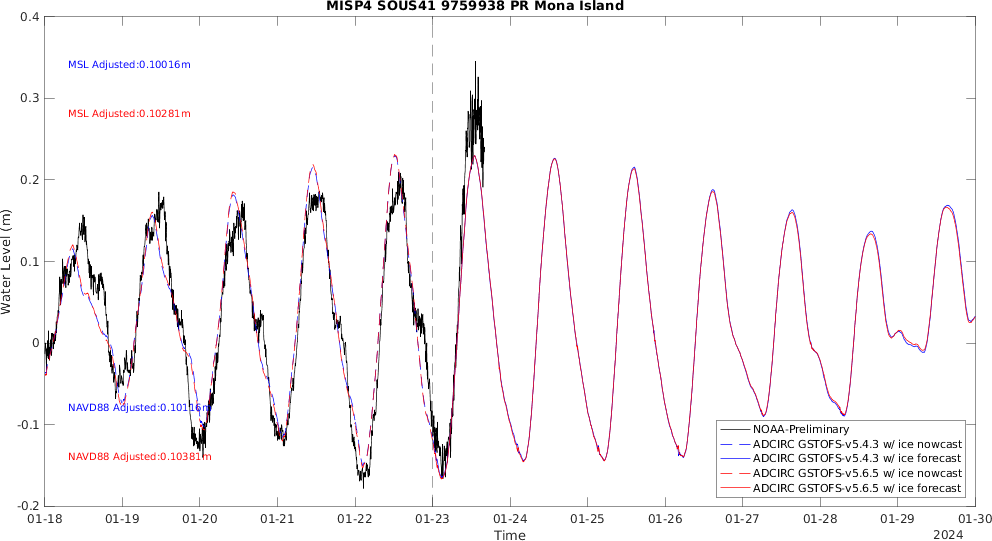 MISP4 SOUS41 9759938 PR Mona Island
0.4
0.3
0.2
0.1
0
-0.1
-0.2
Water Level (m)
MSL Adjusted:0.10016m
MSL Adjusted:0.10281m
NAVD88 Adjusted:0.10116m
NAVD88 Adjusted:0.10381m
NOAA-Preliminary
ADCIRC GSTOFS-v5.4.3 w/ ice nowcast
ADCIRC GSTOFS-v5.4.3 w/ ice forecast
ADCIRC GSTOFS-v5.6.5 w/ ice nowcast
ADCIRC GSTOFS-v5.6.5 w/ ice forecast
01-18 01-19 01-20 01-21 01-22 01-23 01-24 01-25 01-26 01-27 01-28 01-29 01-30
Time
2024